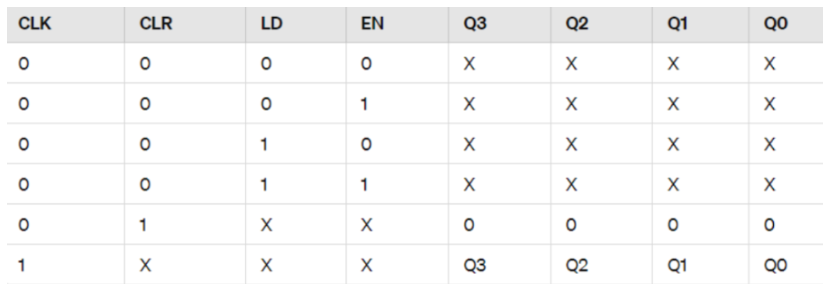 CLK CLR LD EN Q3 Q2 Q1 Q0
0 0 0 0 X X X X
0 0 0 1 X X X X
0 0 1 0 X X X X
0 0 1 1 X X X X
0 1 X X 0 0 0 0
1 X X X Q3 Q2 Q1 Q0